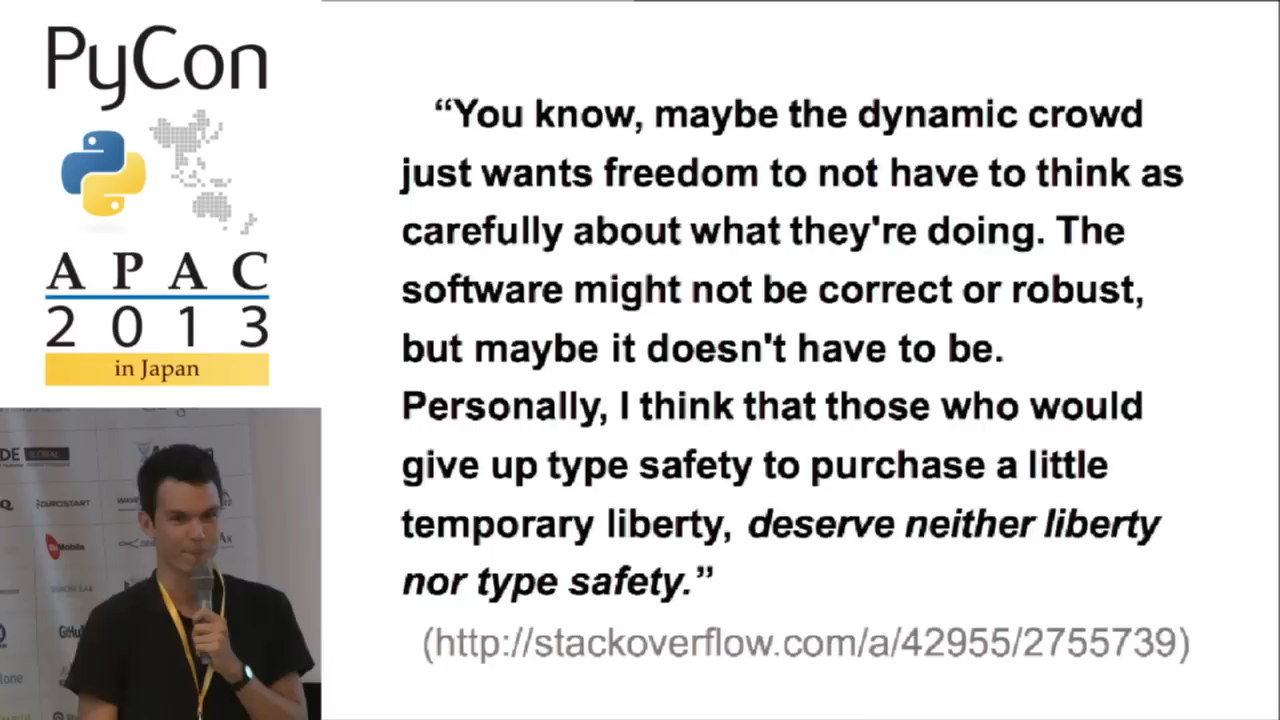 PyCon
APAC
2013
in Japan
“You know, maybe the dynamic crowd
just wants freedom to not have to think as
carefully about what they're doing. The
software might not be correct or robust,
but maybe it doesn't have to be.
Personally, I think that those who would
give up type safety to purchase a little
temporary liberty, deserve neither liberty
nor type safety.”
(http://stackoverflow.com/a/42955/2755739)
DE GLOBAL
GitHu